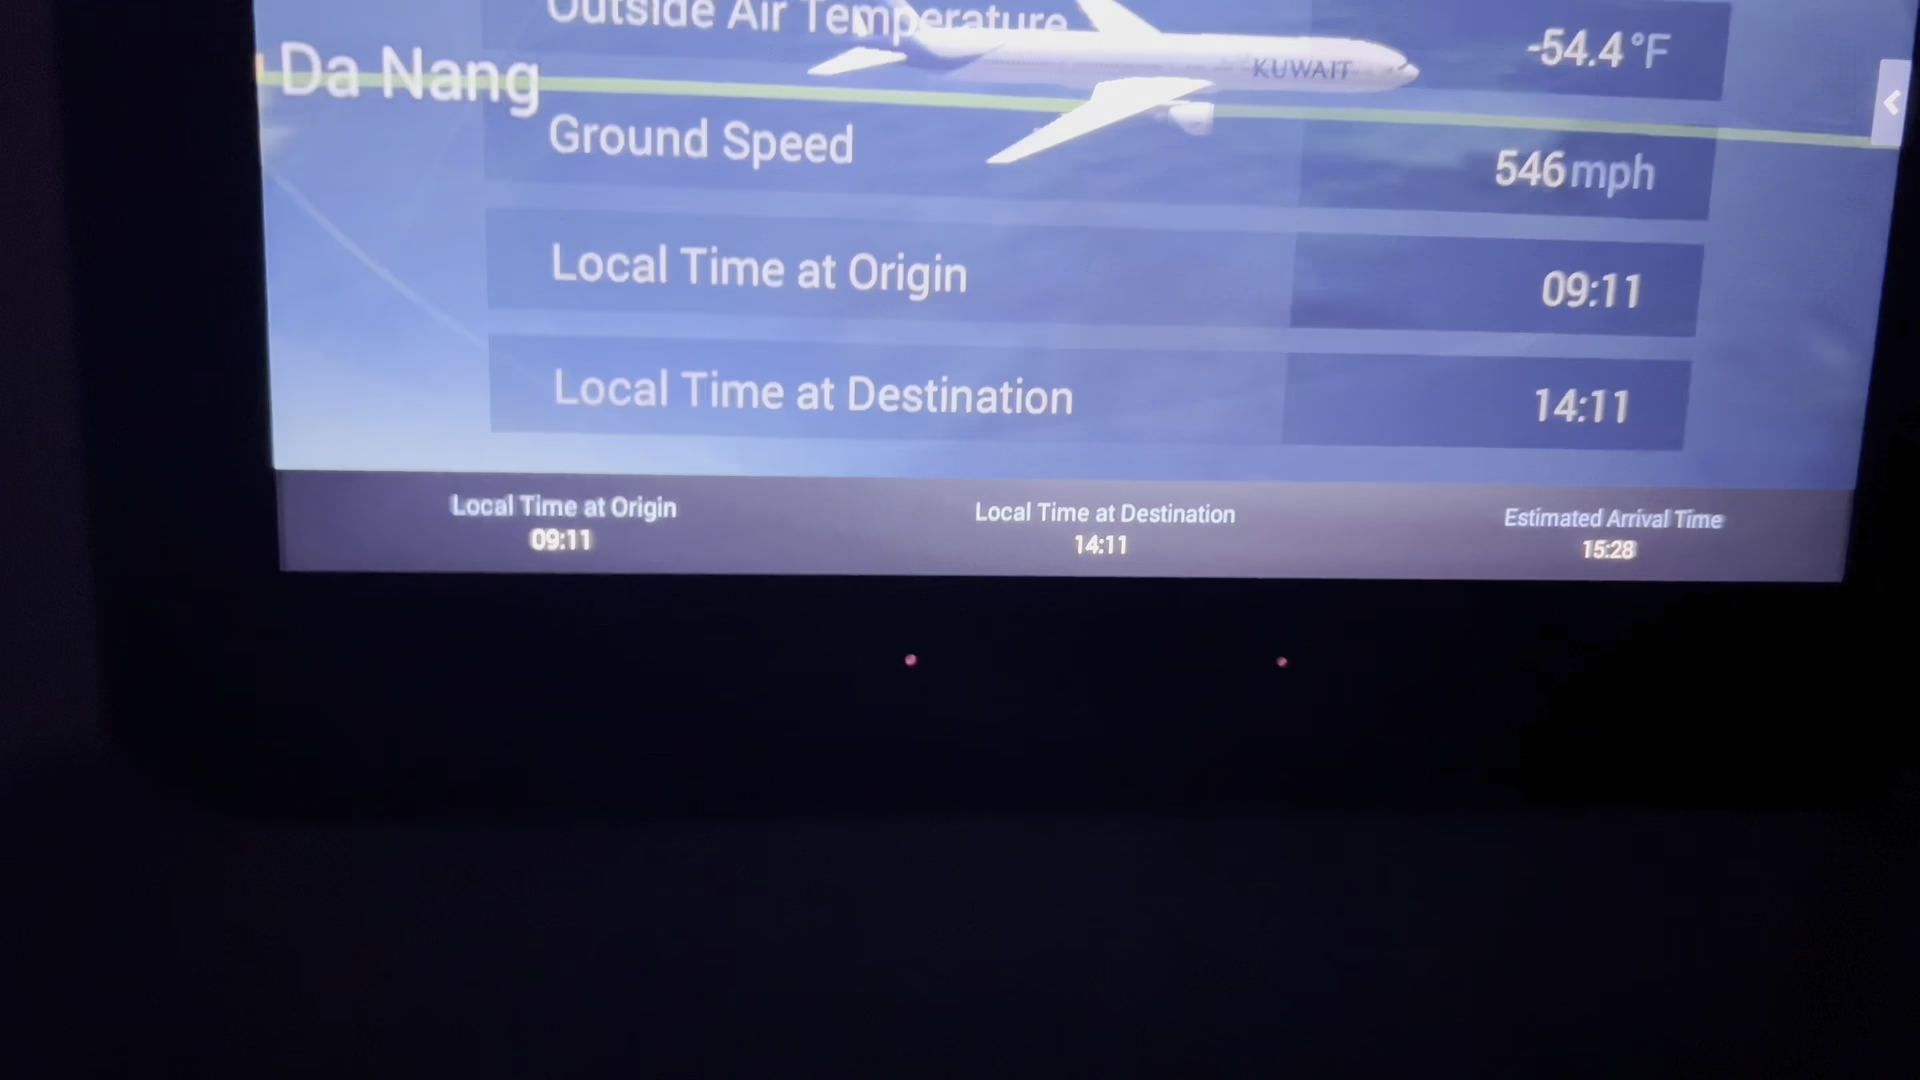 Outside Air Temperature -54.4°F
Da Nang
KUWAIT
Ground Speed 546 mph
Local Time at Origin 09:11
Local Time at Destination 14:11
Local Time at Origin
09:11
Local Time at Destination
14:11
Estimated Arrival Time
15:28